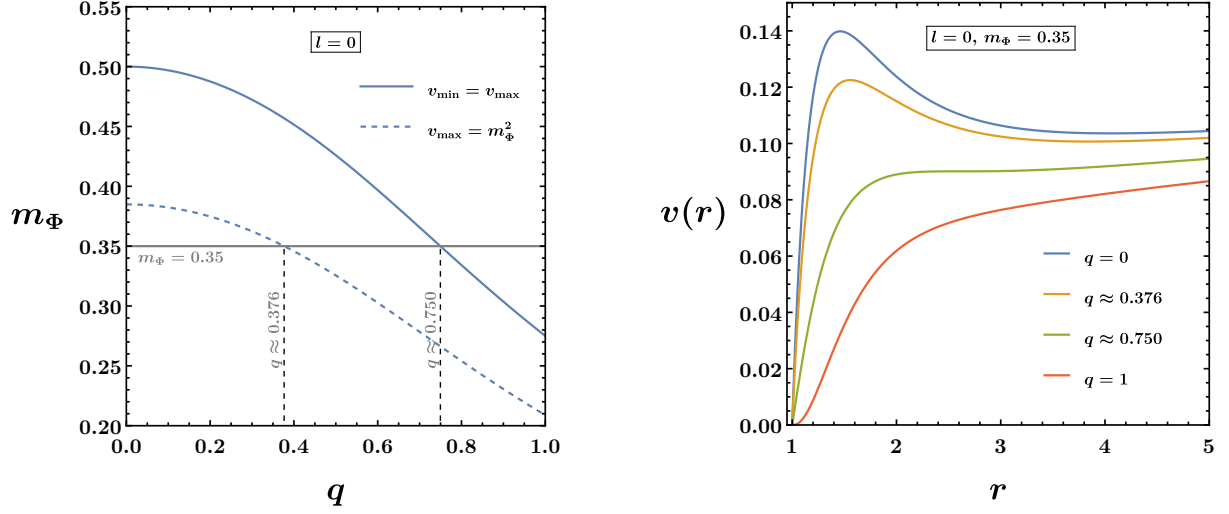 0.55
0.50
0.45
0.40
0.35
0.30
0.25
0.20
0.0
0.2
0.4
0.6
0.8
1.0
m_Φ
q
l = 0
v_min = v_max
v_max = m_Φ^2
m_Φ = 0.35
q ≈ 0.376
q ≈ 0.750
0.14
0.12
0.10
0.08
0.06
0.04
0.02
0.00
1
2
3
4
5
v(r)
r
l = 0, m_Φ = 0.35
q = 0
q ≈ 0.376
q ≈ 0.750
q = 1